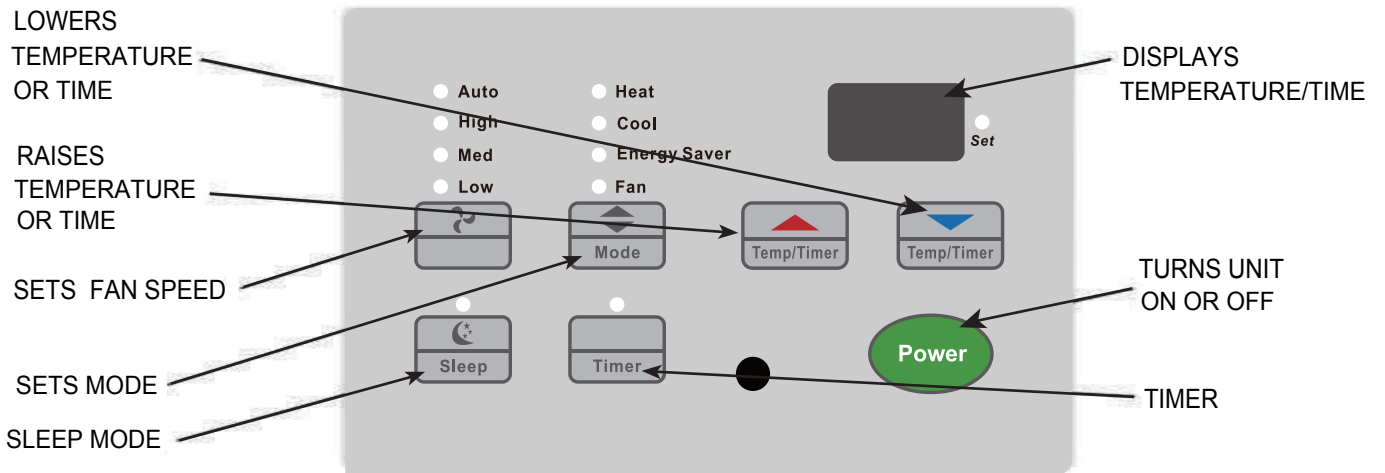 LOWERS
TEMPERATURE
OR TIME
RAISES
TEMPERATURE
OR TIME
SETS FAN SPEED
SETS MODE
SLEEP MODE
Auto
High
Med
Low
Heat
Cool
Energy Saver
Fan
Set
Mode
Temp/Timer
Temp/Timer
Sleep
Timer
Power
DISPLAYS
TEMPERATURE/TIME
TURNS UNIT
ON OR OFF
TIMER